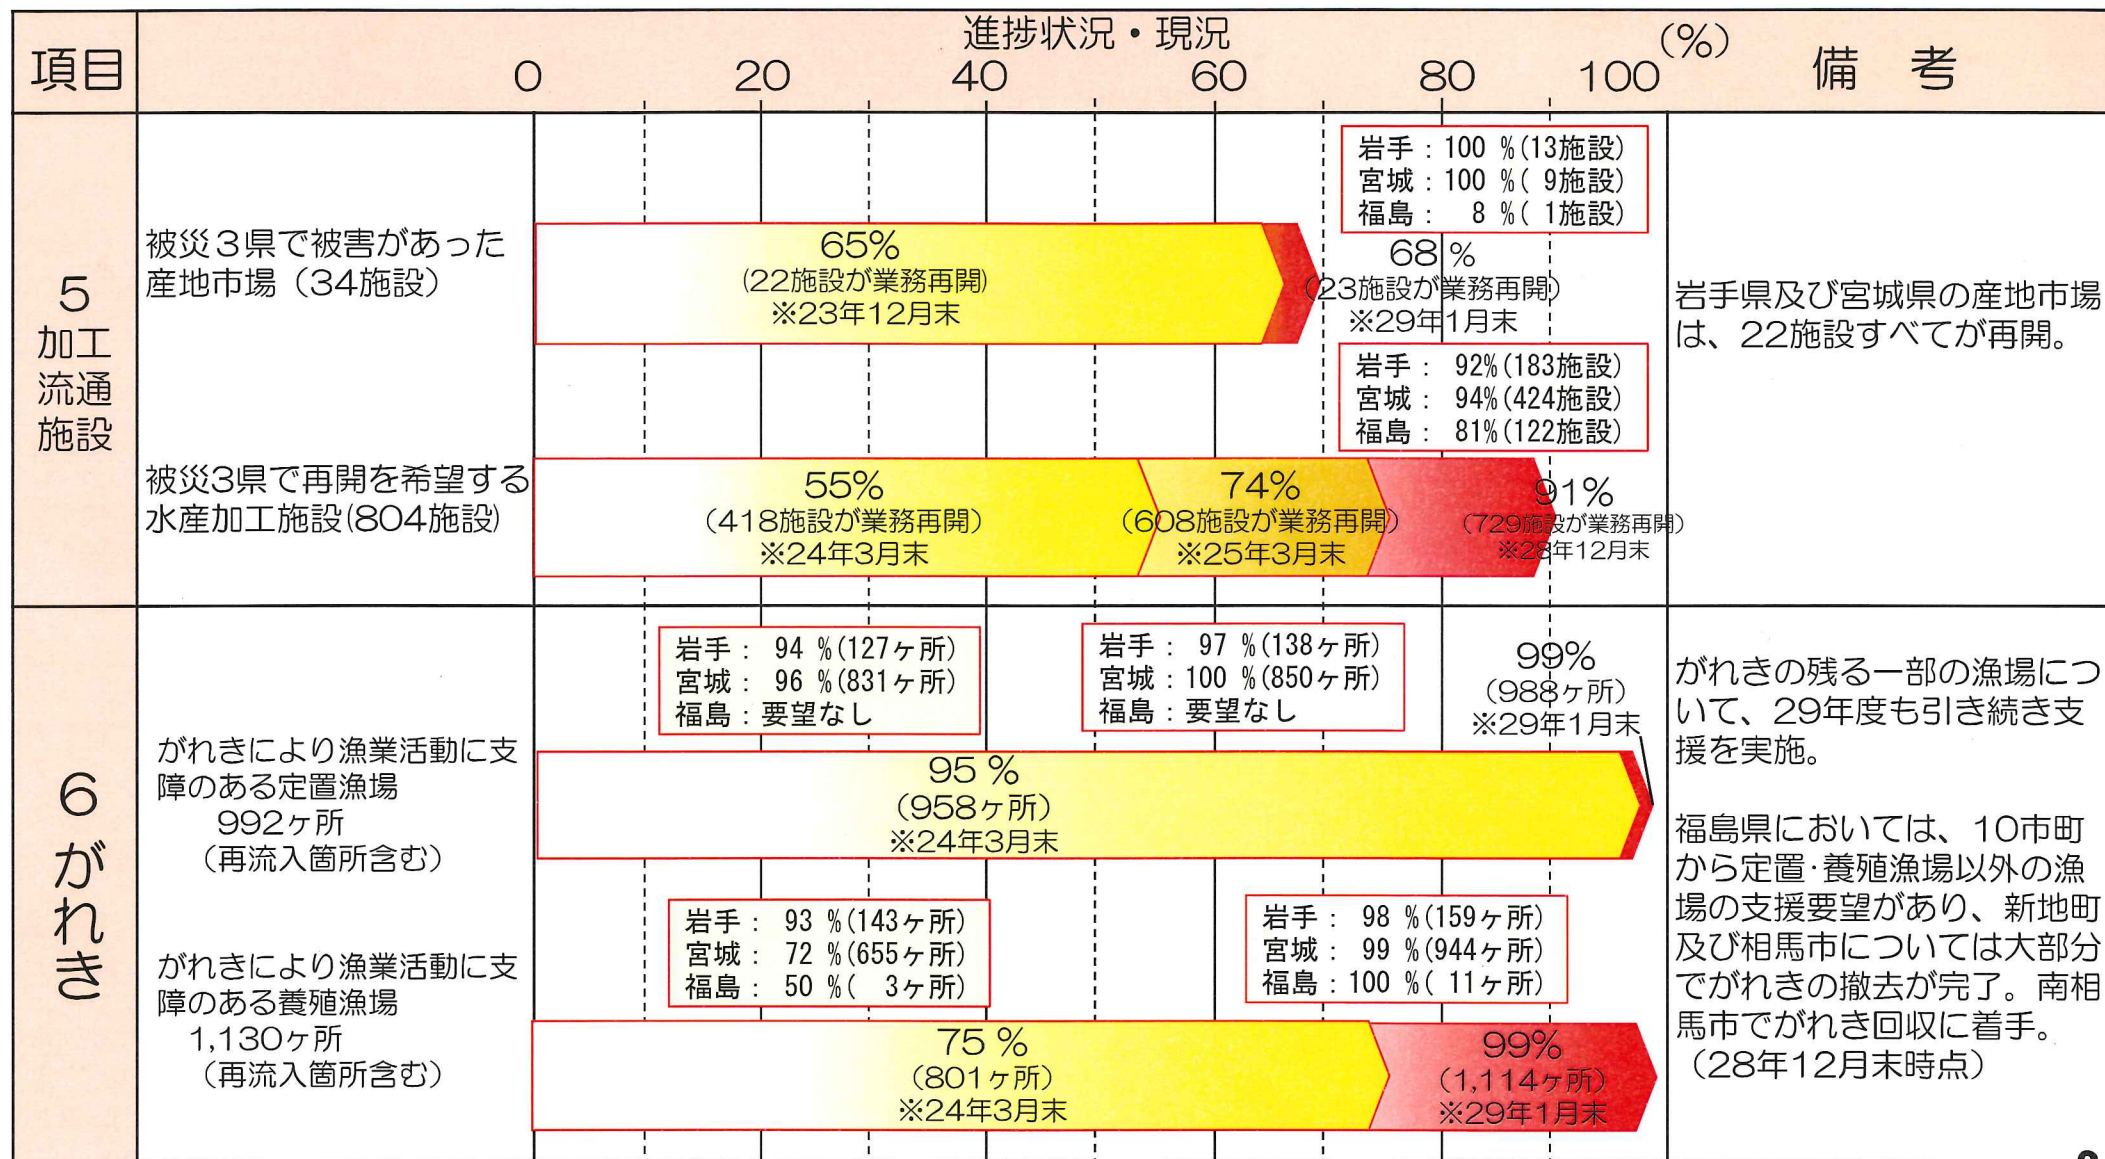 項目
進捗状況・現況
(%)
0 20 40 60 80 100
備 考
5
加工
流通
施設
被災3県で被害があった
産地市場（34施設）
65%
(22施設が業務再開)
※23年12月末
岩手：100 %(13施設)
宮城：100 %( 9施設)
福島： 8 %( 1施設)
68 %
(23施設が業務再開)
※29年1月末
岩手県及び宮城県の産地市場
は、22施設すべてが再開。
被災3県で再開を希望する
水産加工施設(804施設)
55%
(418施設が業務再開)
※24年3月末
74%
(608施設が業務再開)
※25年3月末
岩手： 92%(183施設)
宮城： 94%(424施設)
福島： 81%(122施設)
91%
(729施設が業務再開)
※28年12月末
6
がれき
がれきにより漁業活動に支
障のある定置漁場
992ヶ所
（再流入箇所含む）
岩手： 94 %(127ヶ所)
宮城： 96 %(831ヶ所)
福島：要望なし
岩手： 97 %(138ヶ所)
宮城：100 %(850ヶ所)
福島：要望なし
99%
(988ヶ所)
※29年1月末
95 %
(958ヶ所)
※24年3月末
がれきにより漁業活動に支
障のある養殖漁場
1,130ヶ所
（再流入箇所含む）
岩手： 93 %(143ヶ所)
宮城： 72 %(655ヶ所)
福島： 50 %( 3ヶ所)
岩手： 98 %(159ヶ所)
宮城： 99 %(944ヶ所)
福島：100 %( 11ヶ所)
75 %
(801ヶ所)
※24年3月末
99%
(1,114ヶ所)
※29年1月末
がれきの残る一部の漁場につ
いて、29年度も引き続き支
援を実施。
福島県においては、10市町
から定置･養殖漁場以外の漁
場の支援要望があり、新地町
及び相馬市については大部分
でがれきの撤去が完了。南相
馬市でがれき回収に着手。
（28年12月末時点）